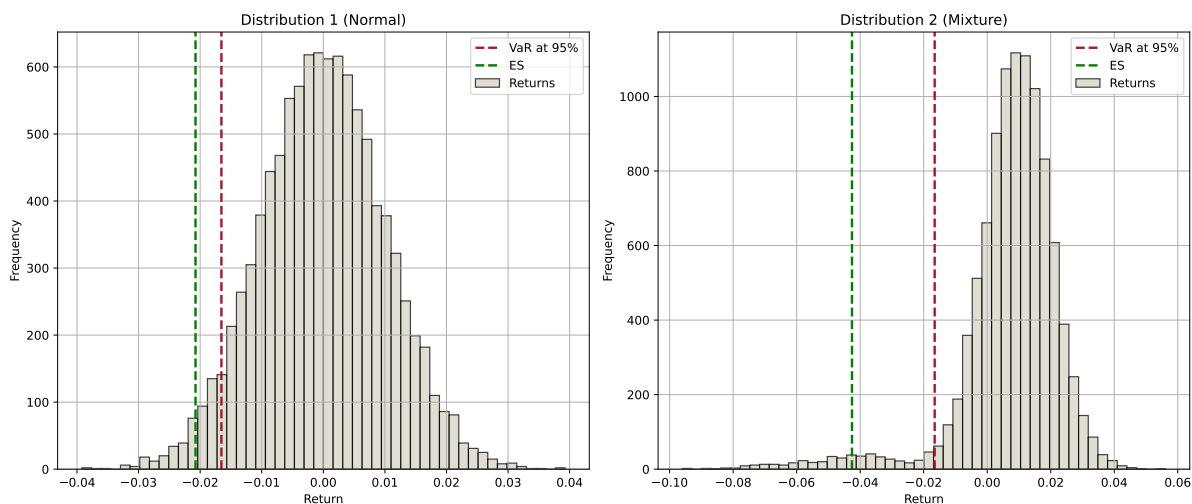 Distribution 1 (Normal)
VaR at 95%
ES
Returns
Frequency
600
500
400
300
200
100
0
−0.04 −0.03 −0.02 −0.01 0.00 0.01 0.02 0.03 0.04
Return
Distribution 2 (Mixture)
VaR at 95%
ES
Returns
Frequency
1000
800
600
400
200
0
−0.10 −0.08 −0.06 −0.04 −0.02 0.00 0.02 0.04 0.06
Return